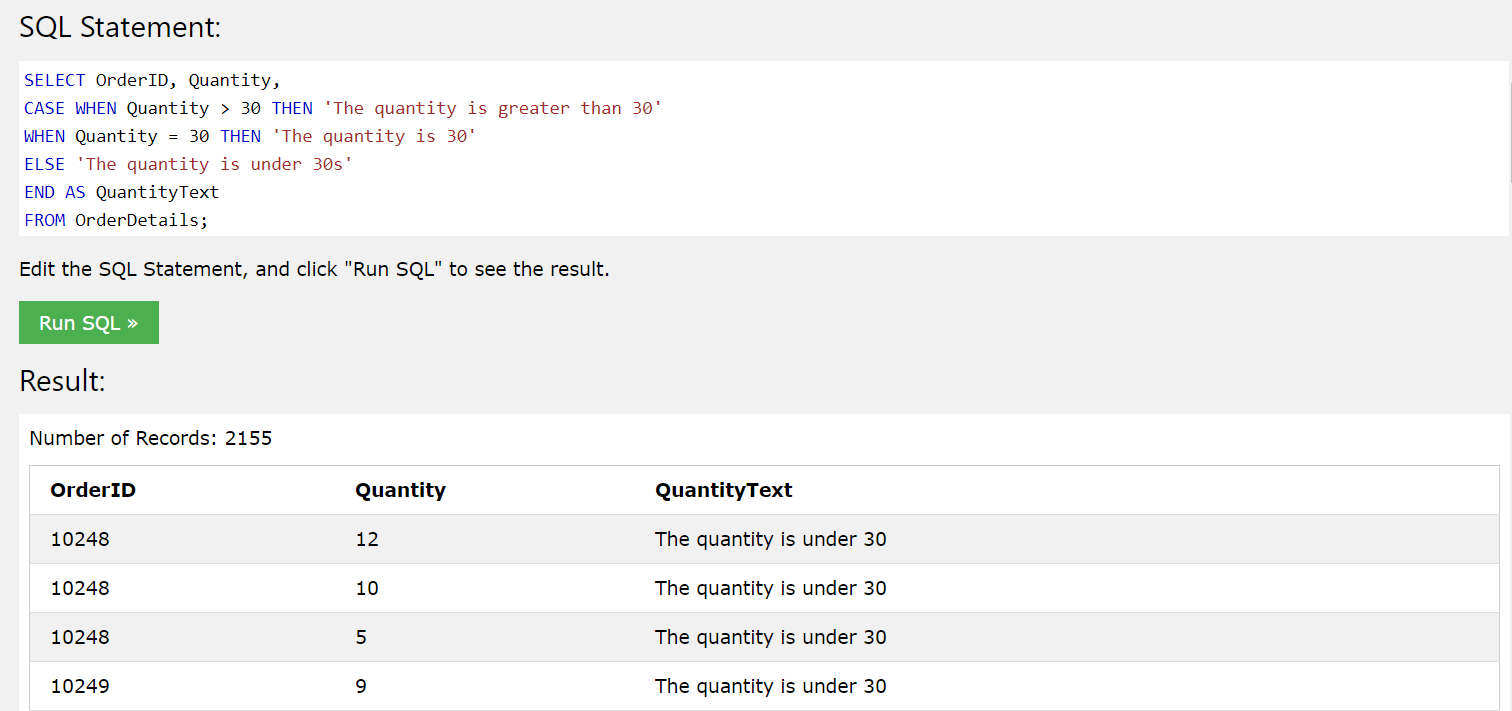 SQL Statement:
SELECT OrderID, Quantity,
CASE WHEN Quantity > 30 THEN 'The quantity is greater than 30'
WHEN Quantity = 30 THEN 'The quantity is 30'
ELSE 'The quantity is under 30s'
END AS QuantityText
FROM OrderDetails;
Edit the SQL Statement, and click "Run SQL" to see the result.
Run SQL »
Result:
Number of Records: 2155
OrderID Quantity QuantityText
10248 12 The quantity is under 30
10248 10 The quantity is under 30
10248 5 The quantity is under 30
10249 9 The quantity is under 30